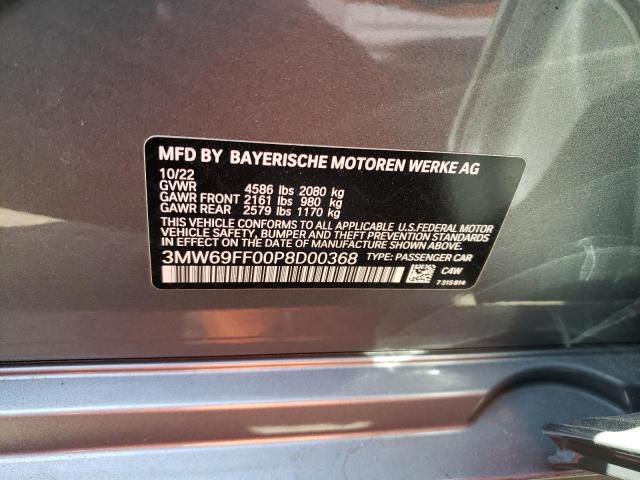 MFD BY BAYERISCHE MOTOREN WERKE AG
10/22
GVWR 4586 lbs 2080 kg
GAWR FRONT 2161 lbs 980 kg
GAWR REAR 2579 lbs 1170 kg
THIS VEHICLE CONFORMS TO ALL APPLICABLE U.S.FEDERAL MOTOR
VEHICLE SAFETY, BUMPER AND THEFT PREVENTION STANDARDS
IN EFFECT ON THE DATE OF MANUFACTURE SHOWN ABOVE.
3MW69FF00P8D00368 TYPE: PASSENGER CAR
C4W
7315814